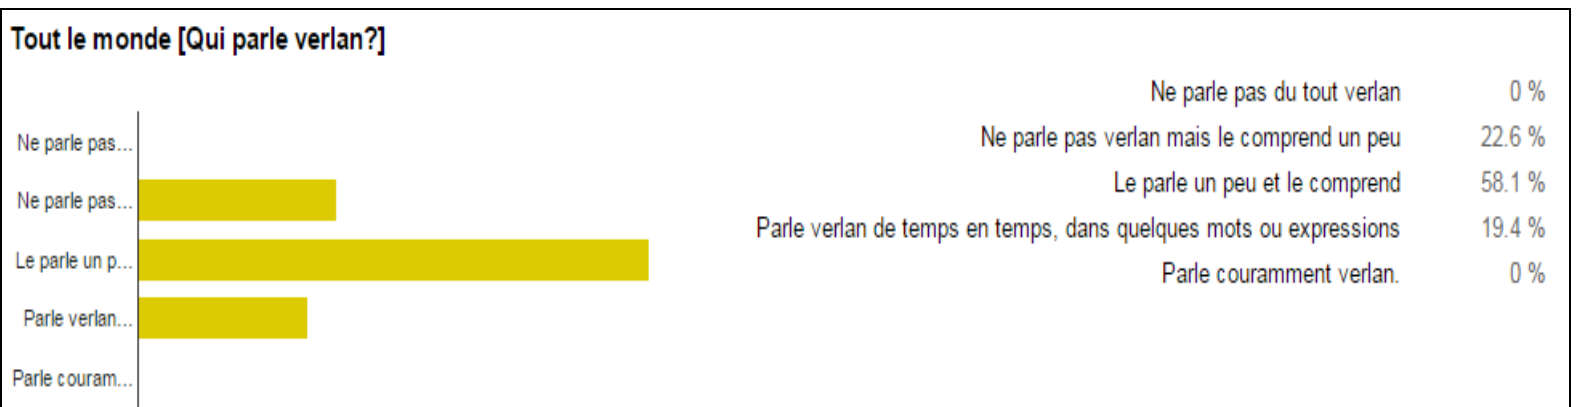 Tout le monde [Qui parle verlan?]
Ne parle pas...
Ne parle pas...
Le parle un p...
Parle verlan...
Parle couram...
Ne parle pas du tout verlan 0 %
Ne parle pas verlan mais le comprend un peu 22.6 %
Le parle un peu et le comprend 58.1 %
Parle verlan de temps en temps, dans quelques mots ou expressions 19.4 %
Parle couramment verlan. 0 %